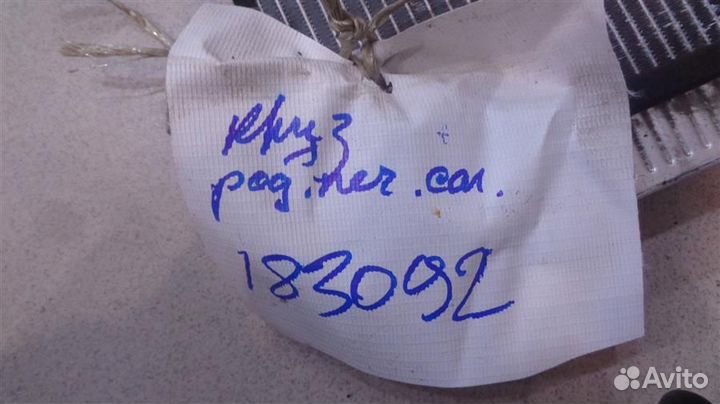 круз
рад. печ. сал.
183092
Avito